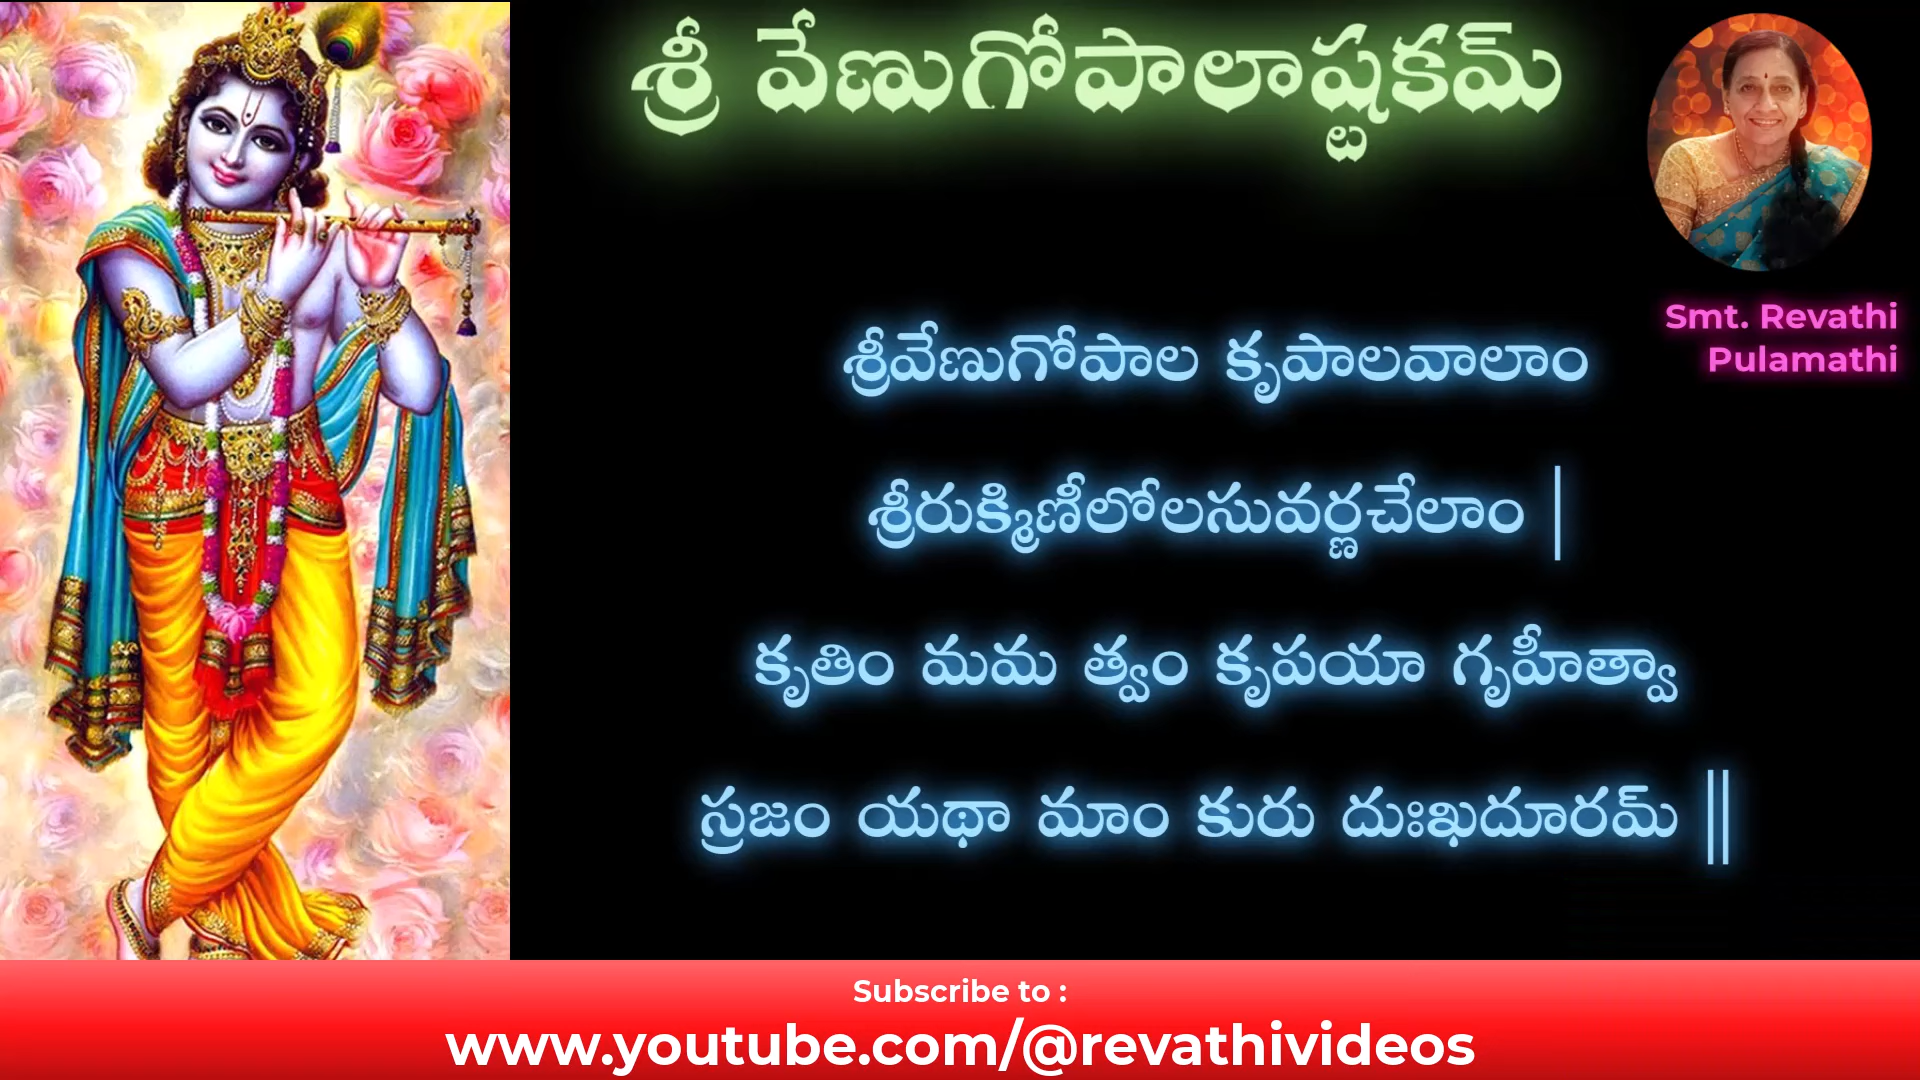 శ్రీ వేణుగోపాలాష్టకమ్
Smt. Revathi
Pulamathi
శ్రీవేణుగోపాల కృపాలవాలాం
శ్రీరుక్మిణీలోలసువర్ణచేలాం |
కృతిం మమ త్వం కృపయా గృహీత్వా
స్రజం యథా మాం కురు దుఃఖదూరమ్ ||
Subscribe to :
www.youtube.com/@revathivideos